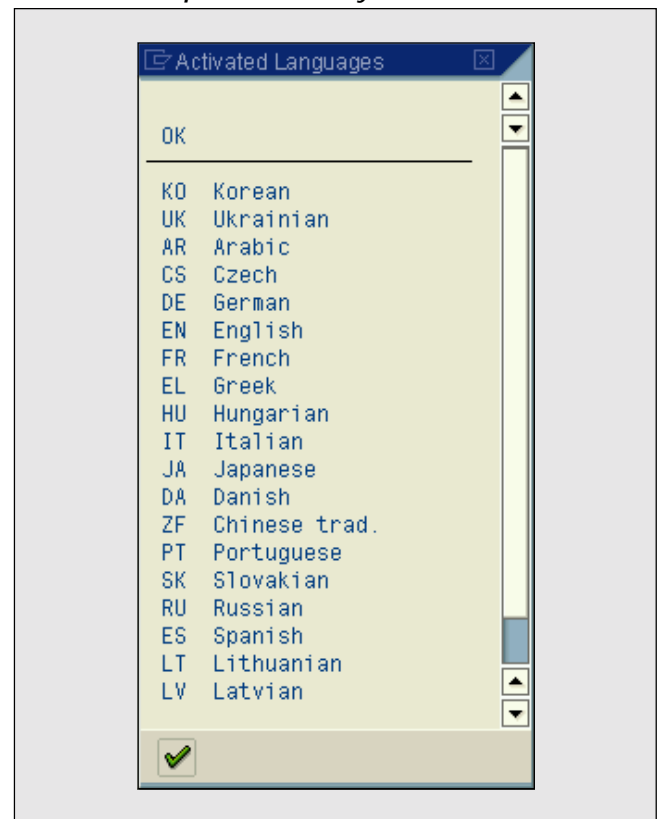 Activated Languages
OK
KO Korean
UK Ukrainian
AR Arabic
CS Czech
DE German
EN English
FR French
EL Greek
HU Hungarian
IT Italian
JA Japanese
DA Danish
ZF Chinese trad.
PT Portuguese
SK Slovakian
RU Russian
ES Spanish
LT Lithuanian
LV Latvian